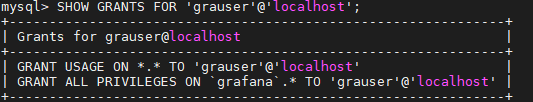 mysql> SHOW GRANTS FOR 'grauser'@'localhost';
+---------------------------------------------------------------+
| Grants for grauser@localhost                                  |
+---------------------------------------------------------------+
| GRANT USAGE ON *.* TO 'grauser'@'localhost'                   |
| GRANT ALL PRIVILEGES ON `grafana`.* TO 'grauser'@'localhost' |
+---------------------------------------------------------------+